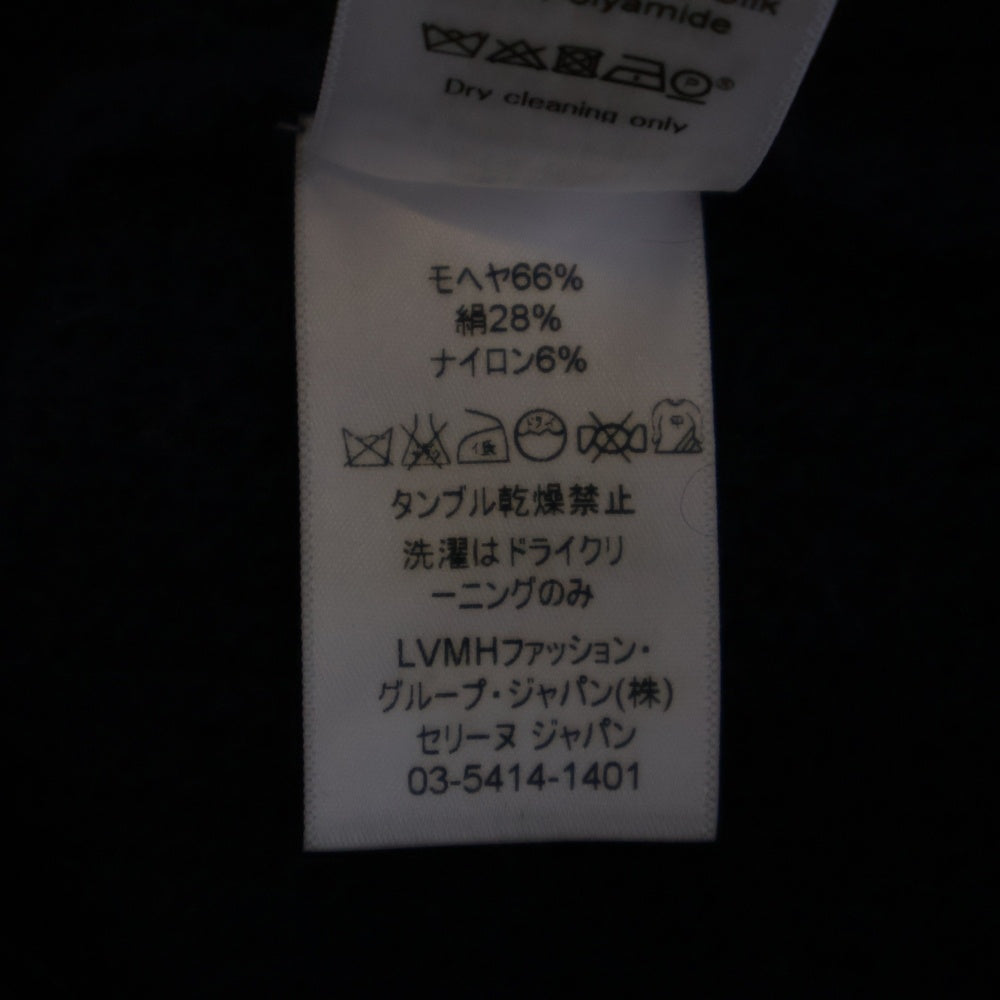 Dry cleaning only
モヘヤ66%
絹28%
ナイロン6%
タンブル乾燥禁止
洗濯はドライクリ
ーニングのみ
LVMHファッション・
グループ・ジャパン(株)
セリーヌ ジャパン
03-5414-1401